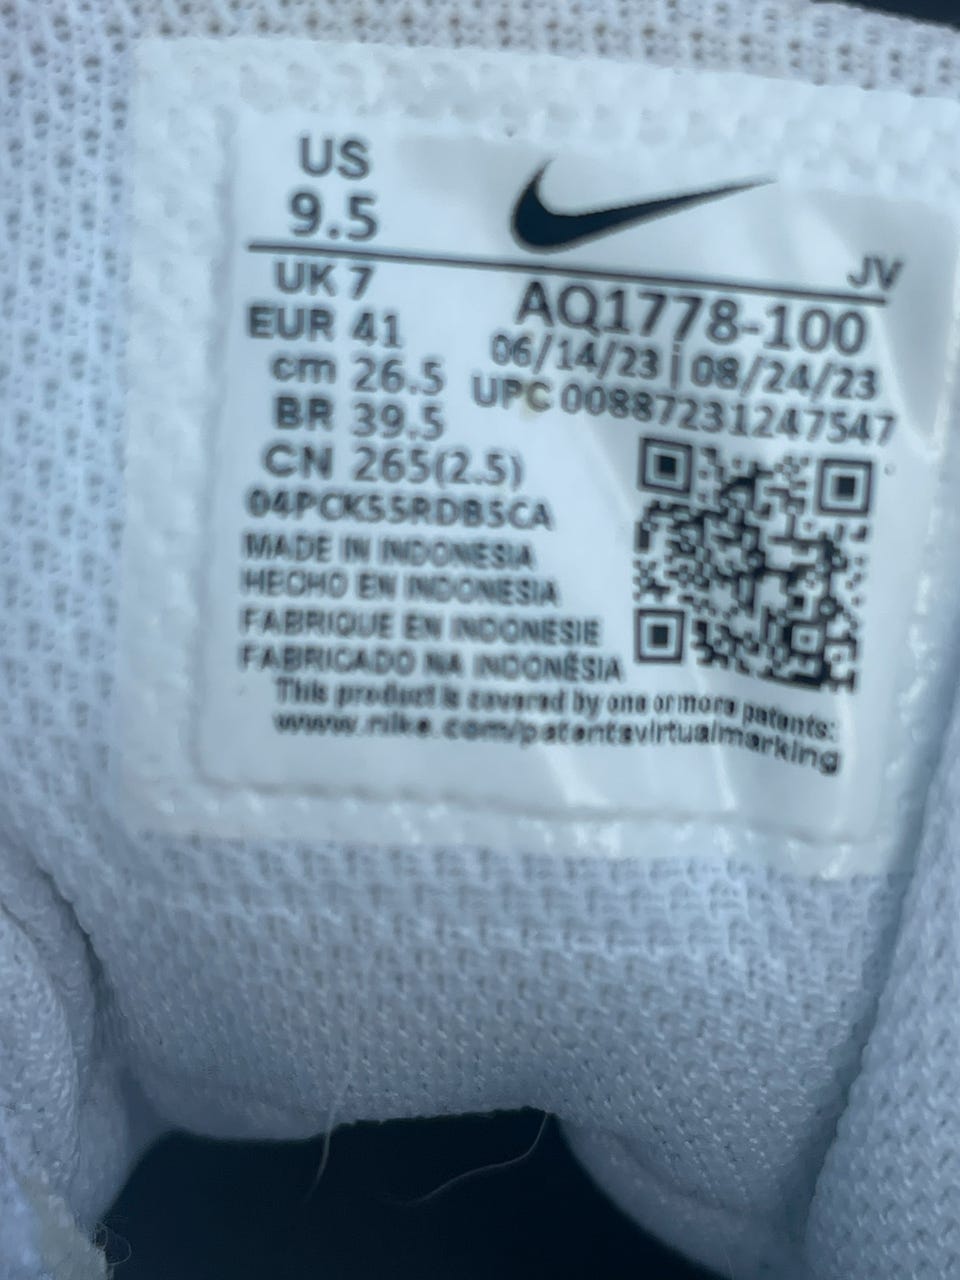 US
9.5
JV
UK 7
AQ1778-100
EUR 41
06/14/23 | 08/24/23
cm 26.5
UPC 00887231247547
BR 39.5
CN 265(2.5)
04PCK55RDB5CA
MADE IN INDONESIA
HECHO EN INDONESIA
FABRIQUE EN INDONESIE
FABRICADO NA INDONÉSIA
This product is covered by one or more patents:
www.nike.com/patentsvirtualmarking